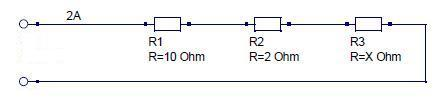 2A
R1 R2 R3
R=10 Ohm R=2 Ohm R=X Ohm